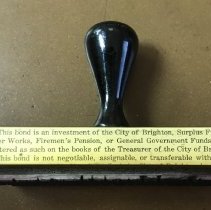 This bond is an investment of the City of Brighton, Surplus F
er Works, Firemen's Pension, or General Government Funds
tered as such on the books of the Treasurer of the City of Bri
This bond is not negotiable, assignable, or transferable with